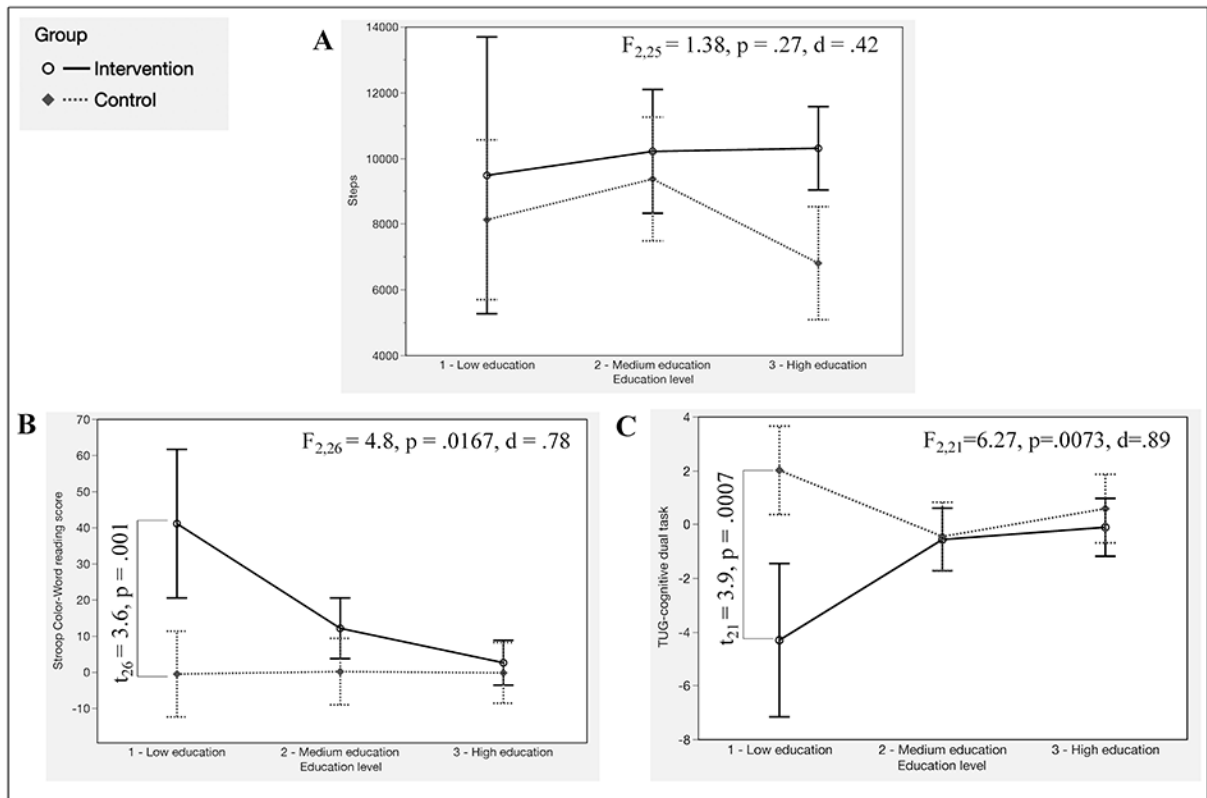 Group
Intervention
Control
A
F2,25 = 1.38, p = .27, d = .42
14000
12000
10000
8000
6000
4000
Steps
1 - Low education
2 - Medium education
3 - High education
Education level
B
F2,26 = 4.8, p = .0167, d = .78
70
60
50
40
30
20
10
0
-10
Stroop Color-Word reading score
t26 = 3.6, p = .001
1 - Low education
2 - Medium education
3 - High education
Education level
C
F2,21=6.27, p=.0073, d=.89
4
2
0
-2
-4
-6
-8
TUG-cognitive dual task
t21 = 3.9, p = .0007
1 - Low education
2 - Medium education
3 - High education
Education level